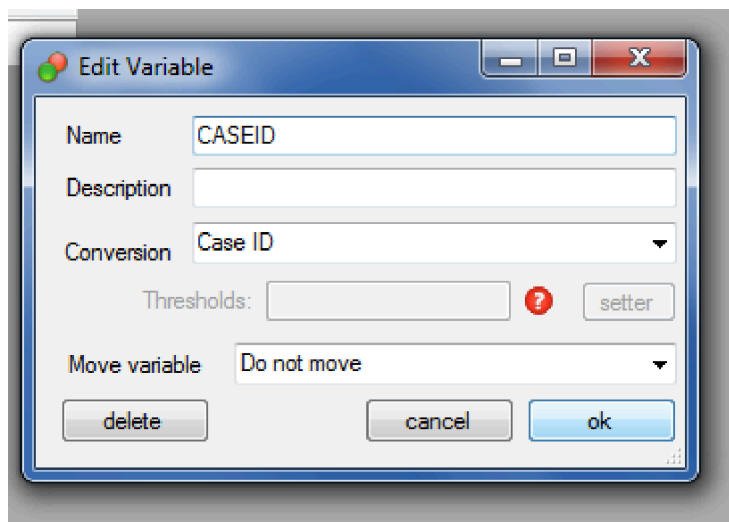 Edit Variable
Name CASEID
Description
Conversion Case ID
Thresholds: ? setter
Move variable Do not move
delete cancel ok